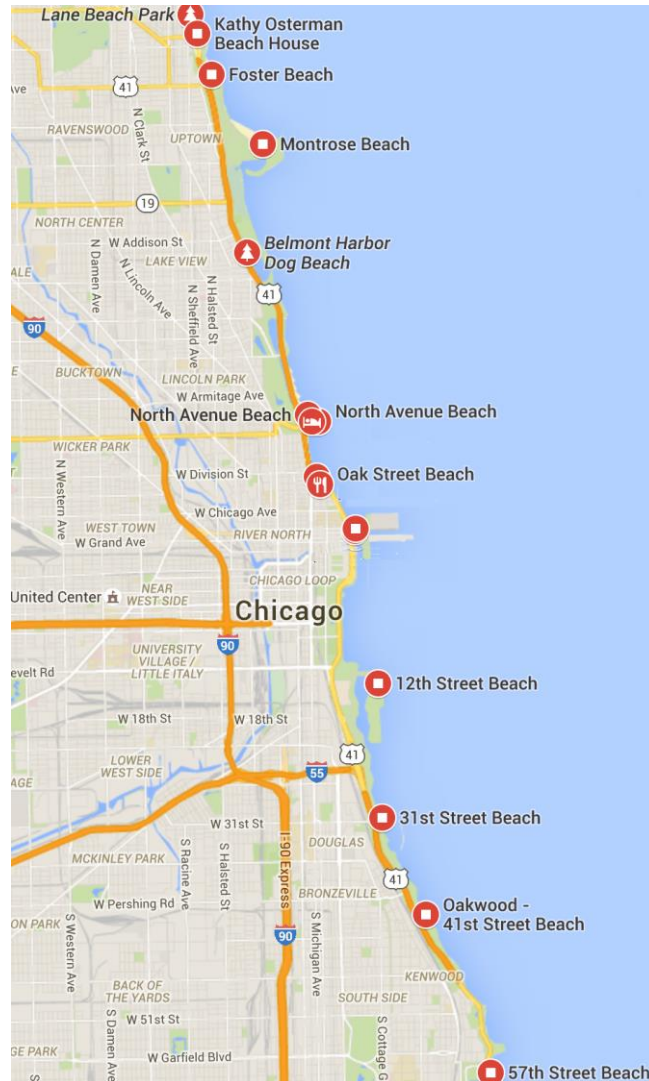 Lane Beach Park
Kathy Osterman
Beach House
Foster Beach
41
Ave
RAVENSWOOD
N Clark St
UPTOWN
Montrose Beach
19
NORTH CENTER
W Addison St
Belmont Harbor
Dog Beach
LAKE VIEW
N Damen Ave
N Lincoln Ave
N Sheffield Ave
N Halsted St
41
ALE
90
BUCKTOWN
LINCOLN PARK
W Armitage Ave
North Avenue Beach
North Avenue Beach
WICKER PARK
N Western Ave
W Division St
Oak Street Beach
W Chicago Ave
WEST TOWN
W Grand Ave
RIVER NORTH
CHICAGO LOOP
United Center
NEAR
WEST SIDE
Chicago
90
UNIVERSITY
VILLAGE /
LITTLE ITALY
evelt Rd
12th Street Beach
W 18th St
W 18th St
LOWER
WEST SIDE
41
55
AGE
31st Street Beach
W 31st St
DOUGLAS
I-90 Express
MCKINLEY PARK
S Racine Ave
S Halsted St
41
BRONZEVILLE
W Pershing Rd
Oakwood -
41st Street Beach
ON PARK
S Western Ave
90
S Michigan Ave
KENWOOD
BACK OF
THE YARDS
SOUTH SIDE
S Damen Ave
W 51st St
S Cottage G
GE PARK
W Garfield Blvd
57th Street Beach